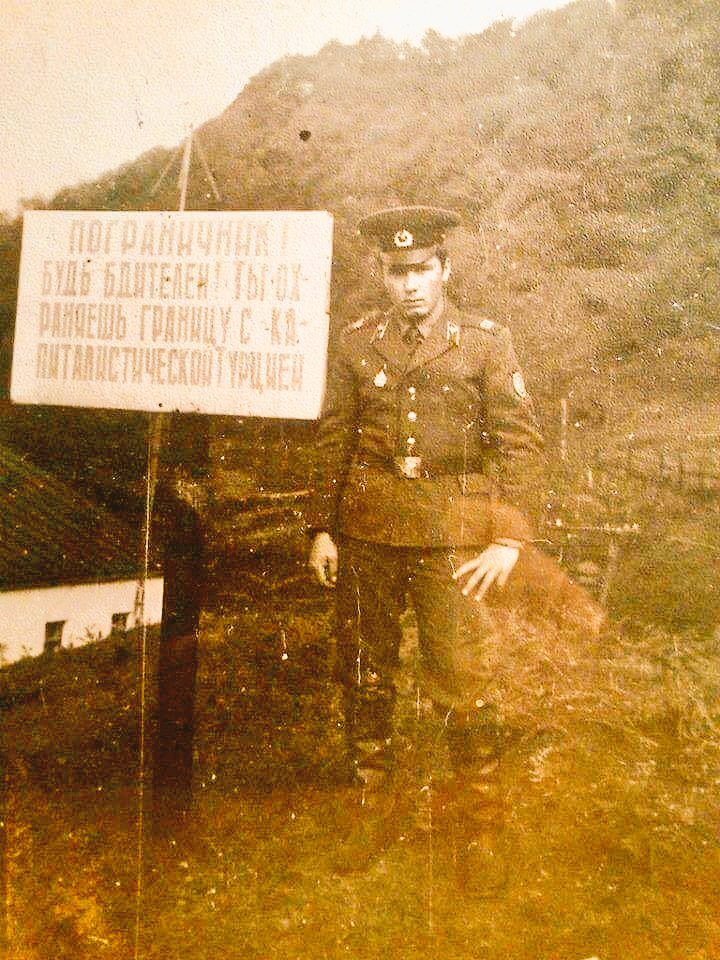 ПОГРАНИЧНИК!
БУДЬ БДИТЕЛЕН! ТЫ ОХ-
РАНЯЕШЬ ГРАНИЦУ С КА-
ПИТАЛИСТИЧЕСКОЙ ТУРЦИЕЙ